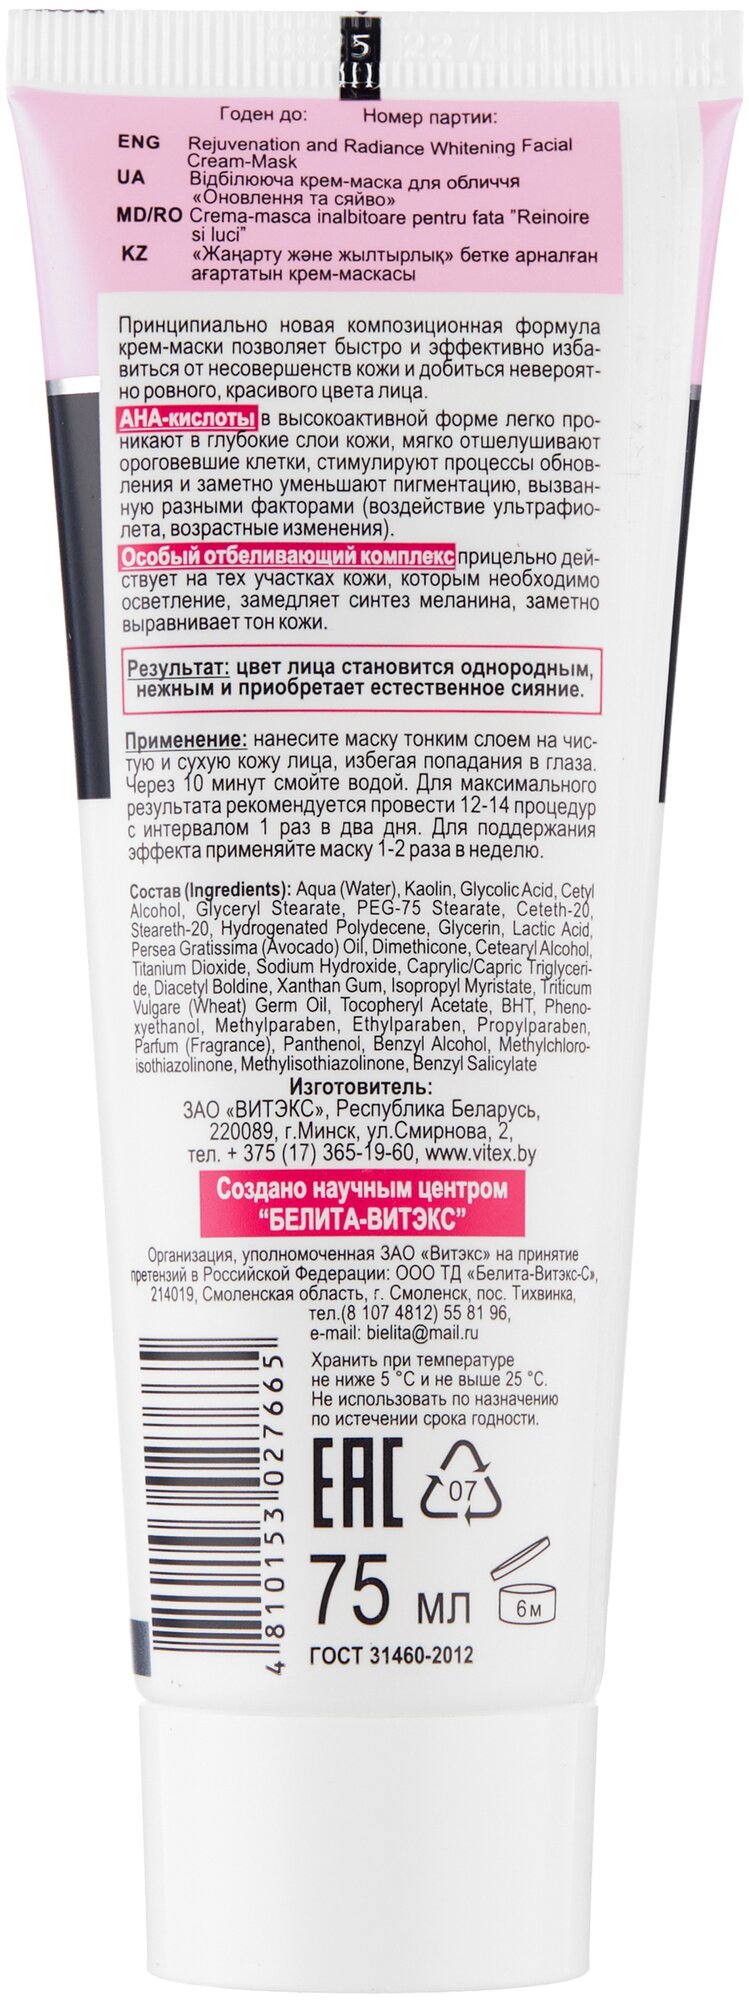 5
Годен до: Номер партии:
ENG Rejuvenation and Radiance Whitening Facial
Cream-Mask
UA Відбілююча крем-маска для обличчя
«Оновлення та сяйво»
MD/RO Crema-masca inalbitoare pentru fata "Reinoire
si luci"
KZ «Жаңарту және жылтырлық» бетке арналған
ағартатын крем-маскасы
Принципиально новая композиционная формула
крем-маски позволяет быстро и эффективно изба-
виться от несовершенств кожи и добиться невероят-
но ровного, красивого цвета лица.
АНА-кислоты в высокоактивной форме легко про-
никают в глубокие слои кожи, мягко отшелушивают
ороговевшие клетки, стимулируют процессы обнов-
ления и заметно уменьшают пигментацию, вызван-
ную разными факторами (воздействие ультрафио-
лета, возрастные изменения).
Особый отбеливающий комплекс прицельно дей-
ствует на тех участках кожи, которым необходимо
осветление, замедляет синтез меланина, заметно
выравнивает тон кожи.
Результат: цвет лица становится однородным,
нежным и приобретает естественное сияние.
Применение: нанесите маску тонким слоем на чис-
тую и сухую кожу лица, избегая попадания в глаза.
Через 10 минут смойте водой. Для максимального
результата рекомендуется провести 12-14 процедур
с интервалом 1 раз в два дня. Для поддержания
эффекта применяйте маску 1-2 раза в неделю.
Состав (Ingredients): Aqua (Water), Kaolin, Glycolic Acid, Cetyl
Alcohol, Glyceryl Stearate, PEG-75 Stearate, Ceteth-20,
Steareth-20, Hydrogenated Polydecene, Glycerin, Lactic Acid,
Persea Gratissima (Avocado) Oil, Dimethicone, Cetearyl Alcohol,
Titanium Dioxide, Sodium Hydroxide, Caprylic/Capric Triglyceri-
de, Diacetyl Boldine, Xanthan Gum, Isopropyl Myristate, Triticum
Vulgare (Wheat) Germ Oil, Tocopheryl Acetate, BHT, Pheno-
xyethanol, Methylparaben, Ethylparaben, Propylparaben,
Parfum (Fragrance), Panthenol, Benzyl Alcohol, Methylchloro-
isothiazolinone, Methylisothiazolinone, Benzyl Salicylate
Изготовитель:
ЗАО «ВИТЭКС», Республика Беларусь,
220089, г.Минск, ул.Смирнова, 2,
тел. + 375 (17) 365-19-60, www.vitex.by
Создано научным центром
"БЕЛИТА-ВИТЭКС"
Организация, уполномоченная ЗАО «Витэкс» на принятие
претензий в Российской Федерации: ООО ТД «Белита-Витэкс-С»,
214019, Смоленская область, г. Смоленск, пос. Тихвинка,
тел.(8 107 4812) 55 81 96,
e-mail: bielita@mail.ru
Хранить при температуре
не ниже 5 °C и не выше 25 °C.
Не использовать по назначению
по истечении срока годности.
4 810153 027665
EAC
07
75 мл
6 м
ГОСТ 31460-2012